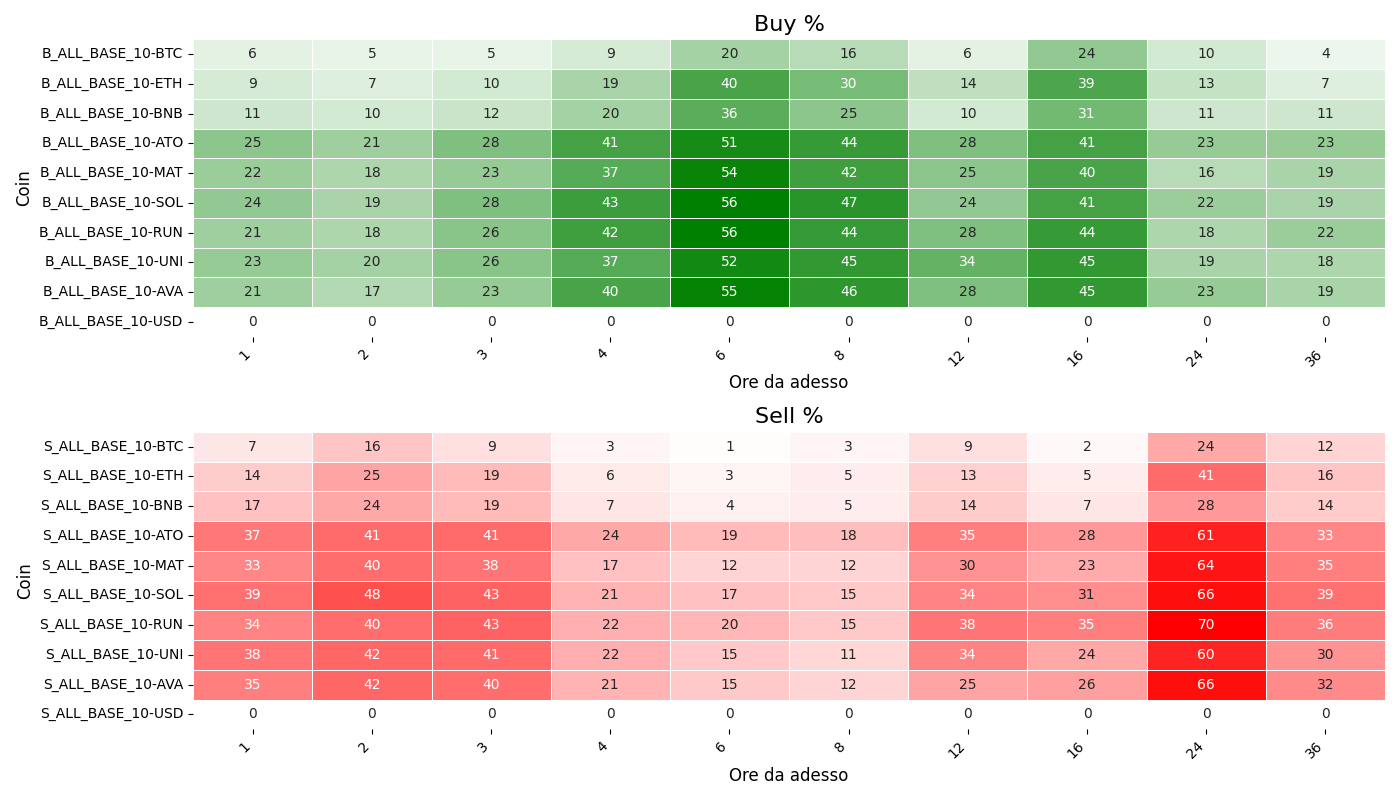 Buy %
Coin
B_ALL_BASE_10-BTC 6 5 5 9 20 16 6 24 10 4
B_ALL_BASE_10-ETH 9 7 10 19 40 30 14 39 13 7
B_ALL_BASE_10-BNB 11 10 12 20 36 25 10 31 11 11
B_ALL_BASE_10-ATO 25 21 28 41 51 44 28 41 23 23
B_ALL_BASE_10-MAT 22 18 23 37 54 42 25 40 16 19
B_ALL_BASE_10-SOL 24 19 28 43 56 47 24 41 22 19
B_ALL_BASE_10-RUN 21 18 26 42 56 44 28 44 18 22
B_ALL_BASE_10-UNI 23 20 26 37 52 45 34 45 19 18
B_ALL_BASE_10-AVA 21 17 23 40 55 46 28 45 23 19
B_ALL_BASE_10-USD 0 0 0 0 0 0 0 0 0 0
1 2 3 4 6 8 12 16 24 36
Ore da adesso
Sell %
Coin
S_ALL_BASE_10-BTC 7 16 9 3 1 3 9 2 24 12
S_ALL_BASE_10-ETH 14 25 19 6 3 5 13 5 41 16
S_ALL_BASE_10-BNB 17 24 19 7 4 5 14 7 28 14
S_ALL_BASE_10-ATO 37 41 41 24 19 18 35 28 61 33
S_ALL_BASE_10-MAT 33 40 38 17 12 12 30 23 64 35
S_ALL_BASE_10-SOL 39 48 43 21 17 15 34 31 66 39
S_ALL_BASE_10-RUN 34 40 43 22 20 15 38 35 70 36
S_ALL_BASE_10-UNI 38 42 41 22 15 11 34 24 60 30
S_ALL_BASE_10-AVA 35 42 40 21 15 12 25 26 66 32
S_ALL_BASE_10-USD 0 0 0 0 0 0 0 0 0 0
1 2 3 4 6 8 12 16 24 36
Ore da adesso